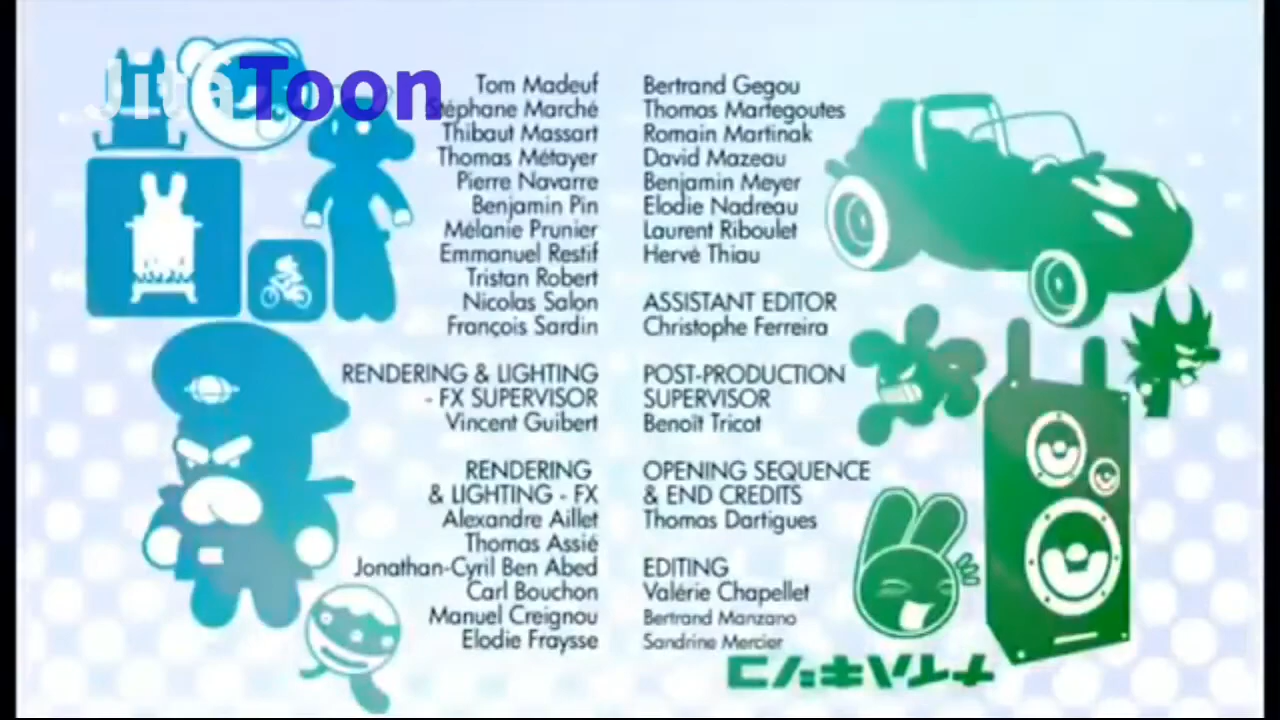 JitaToon
Tom Madeuf
Stéphane Marché
Thibaut Massart
Thomas Métayer
Pierre Navarre
Benjamin Pin
Mélanie Prunier
Emmanuel Restif
Tristan Robert
Nicolas Salon
François Sardin
RENDERING & LIGHTING
- FX SUPERVISOR
Vincent Guibert
RENDERING
& LIGHTING - FX
Alexandre Aillet
Thomas Assié
Jonathan-Cyril Ben Abed
Carl Bouchon
Manuel Creignou
Elodie Fraysse
Bertrand Gegou
Thomas Martegoutes
Romain Martinak
David Mazeau
Benjamin Meyer
Elodie Nadreau
Laurent Riboulet
Hervé Thiau
ASSISTANT EDITOR
Christophe Ferreira
POST-PRODUCTION
SUPERVISOR
Benoît Tricot
OPENING SEQUENCE
& END CREDITS
Thomas Dartigues
EDITING
Valérie Chapellet
Bertrand Manzano
Sandrine Mercier